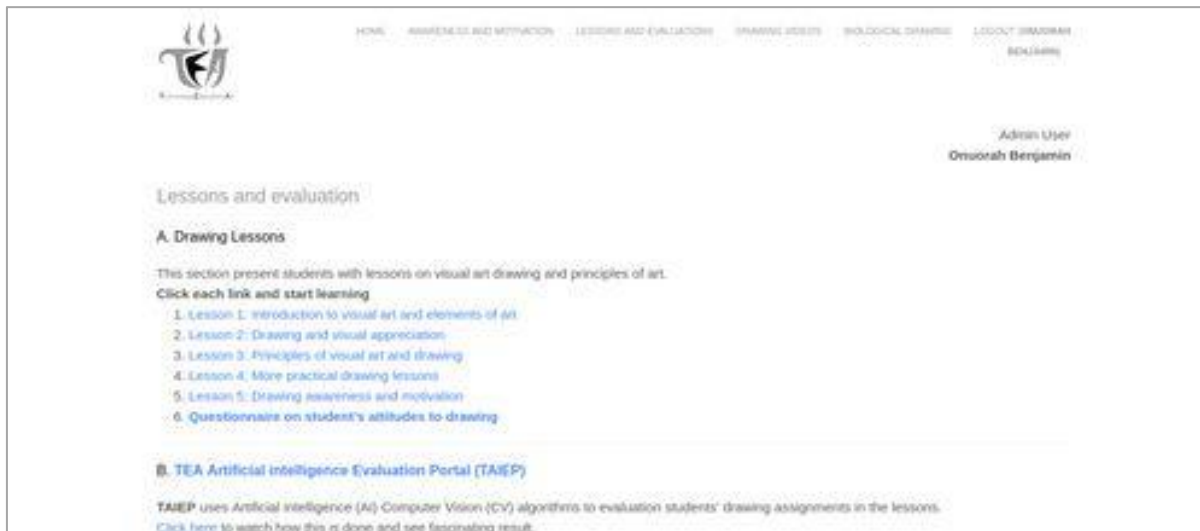 TEA
HOME AWARENESS AND MOTIVATION LESSONS AND EVALUATIONS DRAWING VIDEOS BIOLOGICAL DRAWING LOGOUT ONUORAH
BENJAMIN
Admin User
Onuorah Benjamin
Lessons and evaluation
A. Drawing Lessons
This section present students with lessons on visual art drawing and principles of art.
Click each link and start learning
1. Lesson 1: Introduction to visual art and elements of art
2. Lesson 2: Drawing and visual appreciation
3. Lesson 3: Principles of visual art and drawing
4. Lesson 4: More practical drawing lessons
5. Lesson 5: Drawing awareness and motivation
6. Questionnaire on student's attitudes to drawing
B. TEA Artificial intelligence Evaluation Portal (TAIEP)
TAIEP uses Artificial intelligence (AI) Computer Vision (CV) algorithms to evaluation students' drawing assignments in the lessons.
Click here to watch how this is done and see fascinating result.